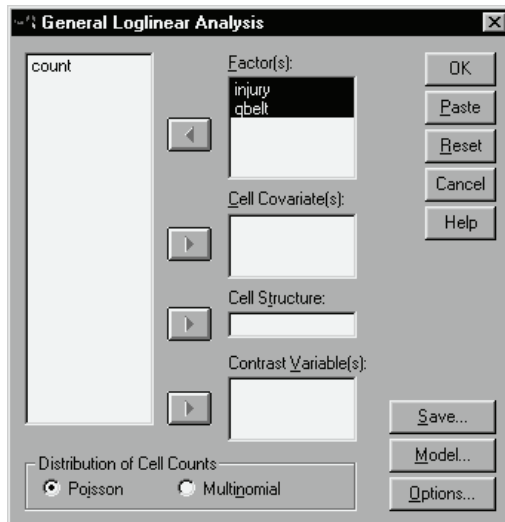 General Loglinear Analysis
count
Factor(s):
injury
qbelt
Cell Covariate(s):
Cell Structure:
Contrast Variable(s):
OK
Paste
Reset
Cancel
Help
Save...
Model...
Options...
Distribution of Cell Counts
Poisson
Multinomial